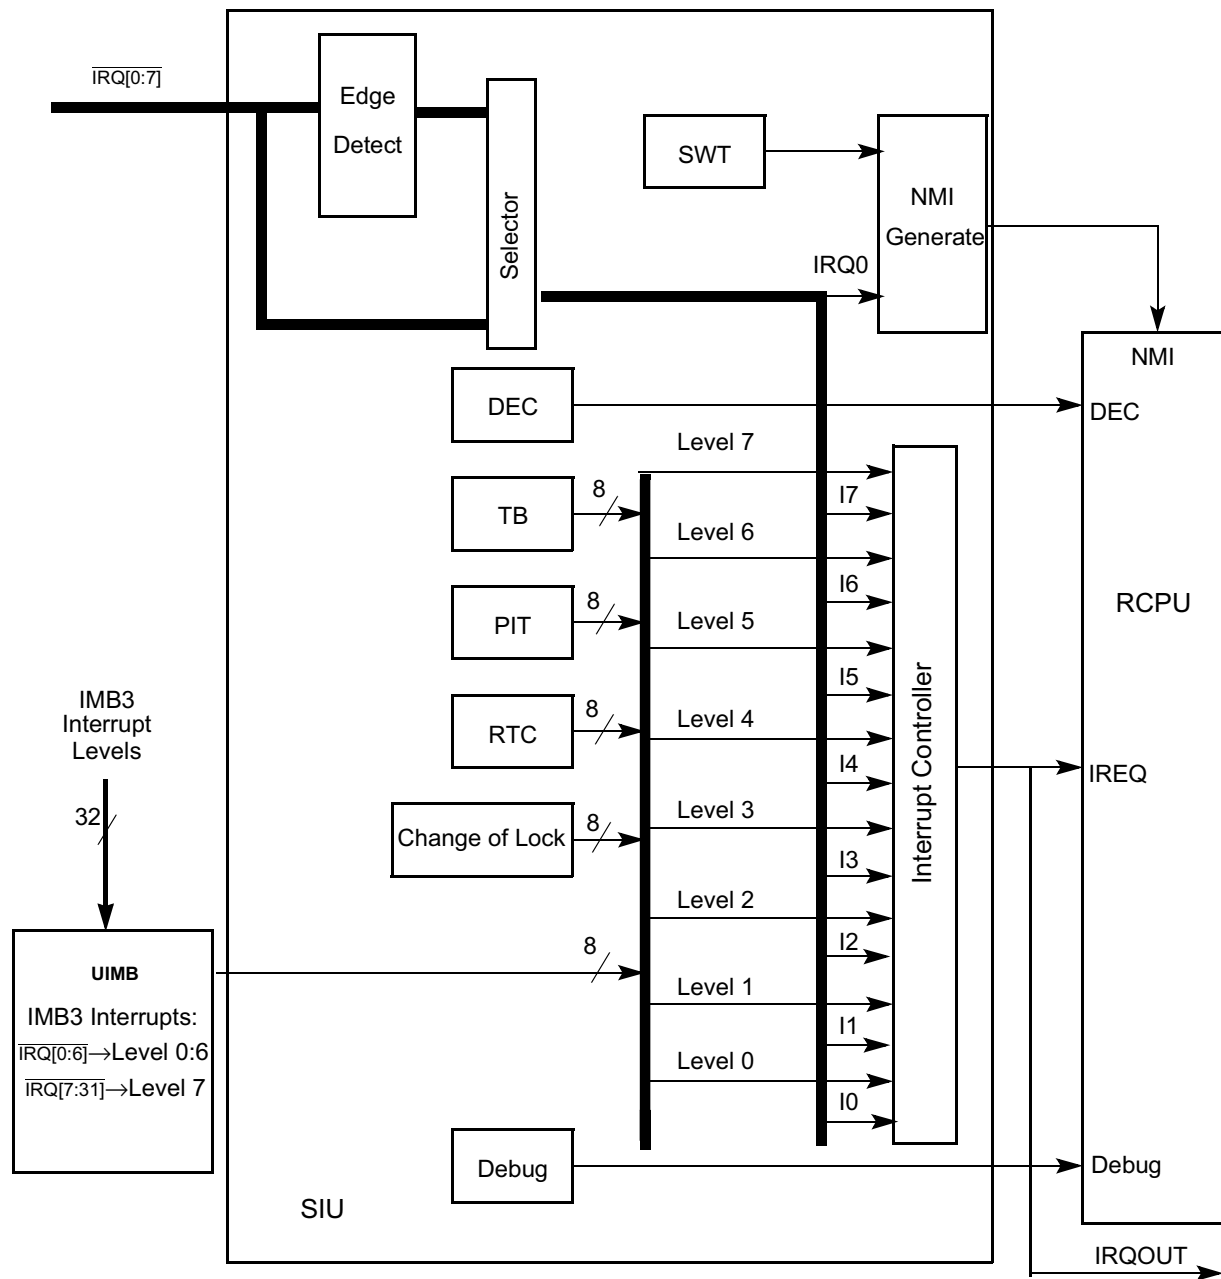 IRQ[0:7]
Edge
Detect
Selector
SWT
NMI
Generate
IRQ0
NMI
DEC
DEC
Level 7
8
TB
I7
Level 6
8
PIT
I6
RCPU
Level 5
I5
IMB3
Interrupt
Levels
8
RTC
Level 4
Interrupt Controller
I4
IREQ
32
8
Change of Lock
Level 3
I3
Level 2
8
I2
UIMB
IMB3 Interrupts:
IRQ[0:6]→Level 0:6
IRQ[7:31]→Level 7
Level 1
I1
Level 0
I0
Debug
Debug
SIU
IRQOUT